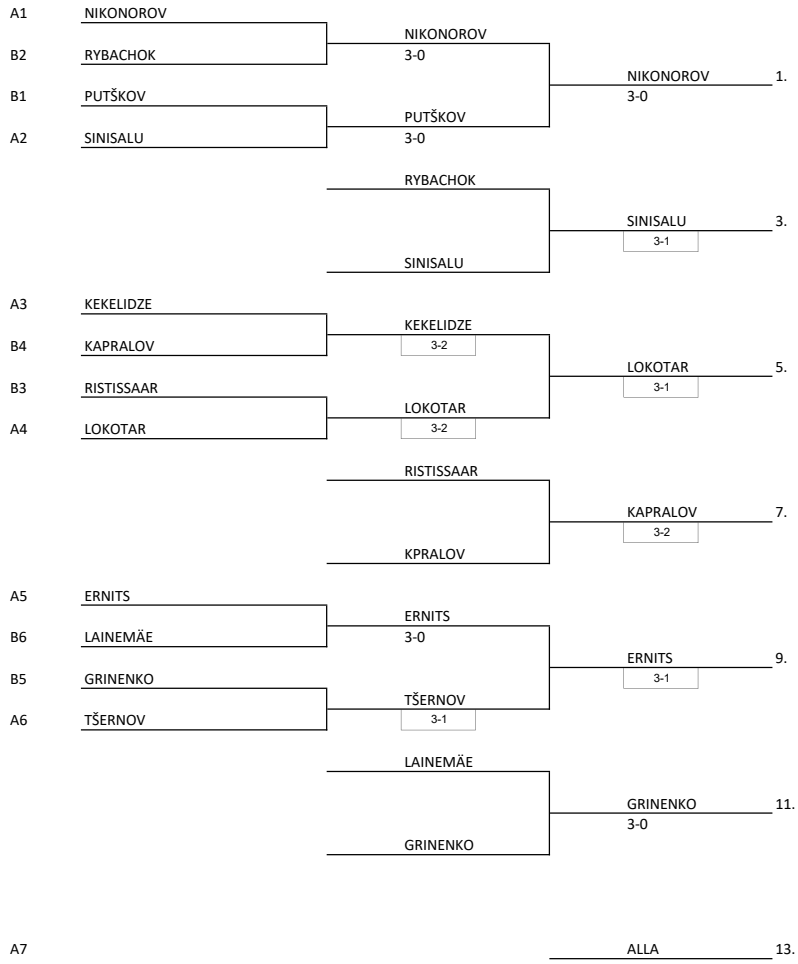 A1 NIKONOROV
NIKONOROV
B2 RYBACHOK 3-0
NIKONOROV 1.
B1 PUTŠKOV 3-0
PUTŠKOV
A2 SINISALU 3-0
RYBACHOK
SINISALU 3.
3-1
SINISALU
A3 KEKELIDZE
KEKELIDZE
B4 KAPRALOV 3-2
LOKOTAR 5.
B3 RISTISSAAR 3-1
LOKOTAR
A4 LOKOTAR 3-2
RISTISSAAR
KAPRALOV 7.
3-2
KPRALOV
A5 ERNITS
ERNITS
B6 LAINEMÄE 3-0
ERNITS 9.
B5 GRINENKO 3-1
TŠERNOV
A6 TŠERNOV 3-1
LAINEMÄE
GRINENKO 11.
3-0
GRINENKO
A7 ALLA 13.